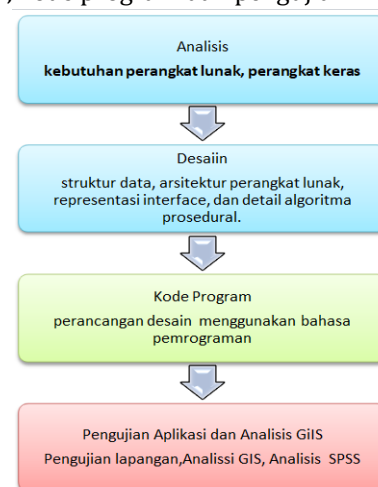 Analisis
kebutuhan perangkat lunak, perangkat keras
Desaiin
struktur data, arsitektur perangkat lunak,
representasi interface, dan detail algoritma
prosedural.
Kode Program
perancangan desain menggunakan bahasa
pemrograman
Pengujian Aplikasi dan Analisis GiIS
Pengujian lapangan,Analissi GIS, Analisis SPSS